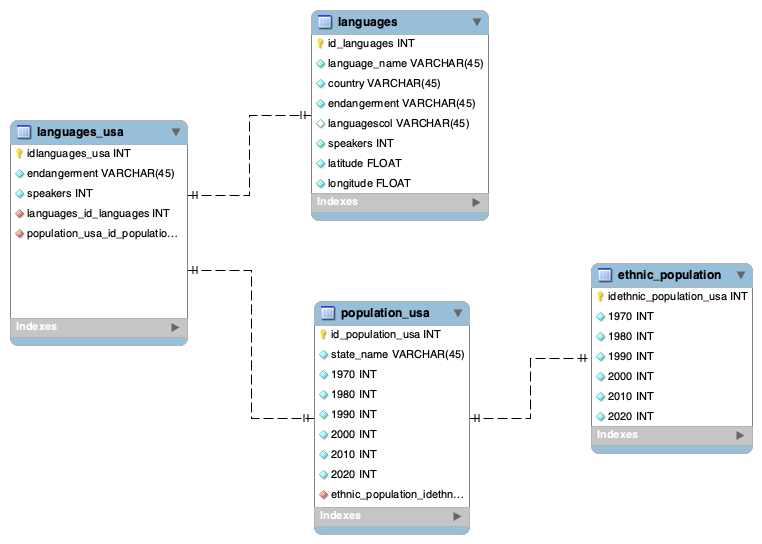 languages
id_languages INT
language_name VARCHAR(45)
country VARCHAR(45)
endangerment VARCHAR(45)
languagescol VARCHAR(45)
speakers INT
latitude FLOAT
longitude FLOAT
Indexes
languages_usa
idlanguages_usa INT
endangerment VARCHAR(45)
speakers INT
languages_id_languages INT
population_usa_id_populatio...
Indexes
population_usa
id_population_usa INT
state_name VARCHAR(45)
1970 INT
1980 INT
1990 INT
2000 INT
2010 INT
2020 INT
ethnic_population_idethn...
Indexes
ethnic_population
idethnic_population_usa INT
1970 INT
1980 INT
1990 INT
2000 INT
2010 INT
2020 INT
Indexes